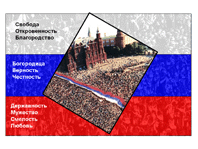 Свобода
Откровенность
Благородство
Богородица
Верность
Честность
Державность
Мужество
Смелость
Любовь